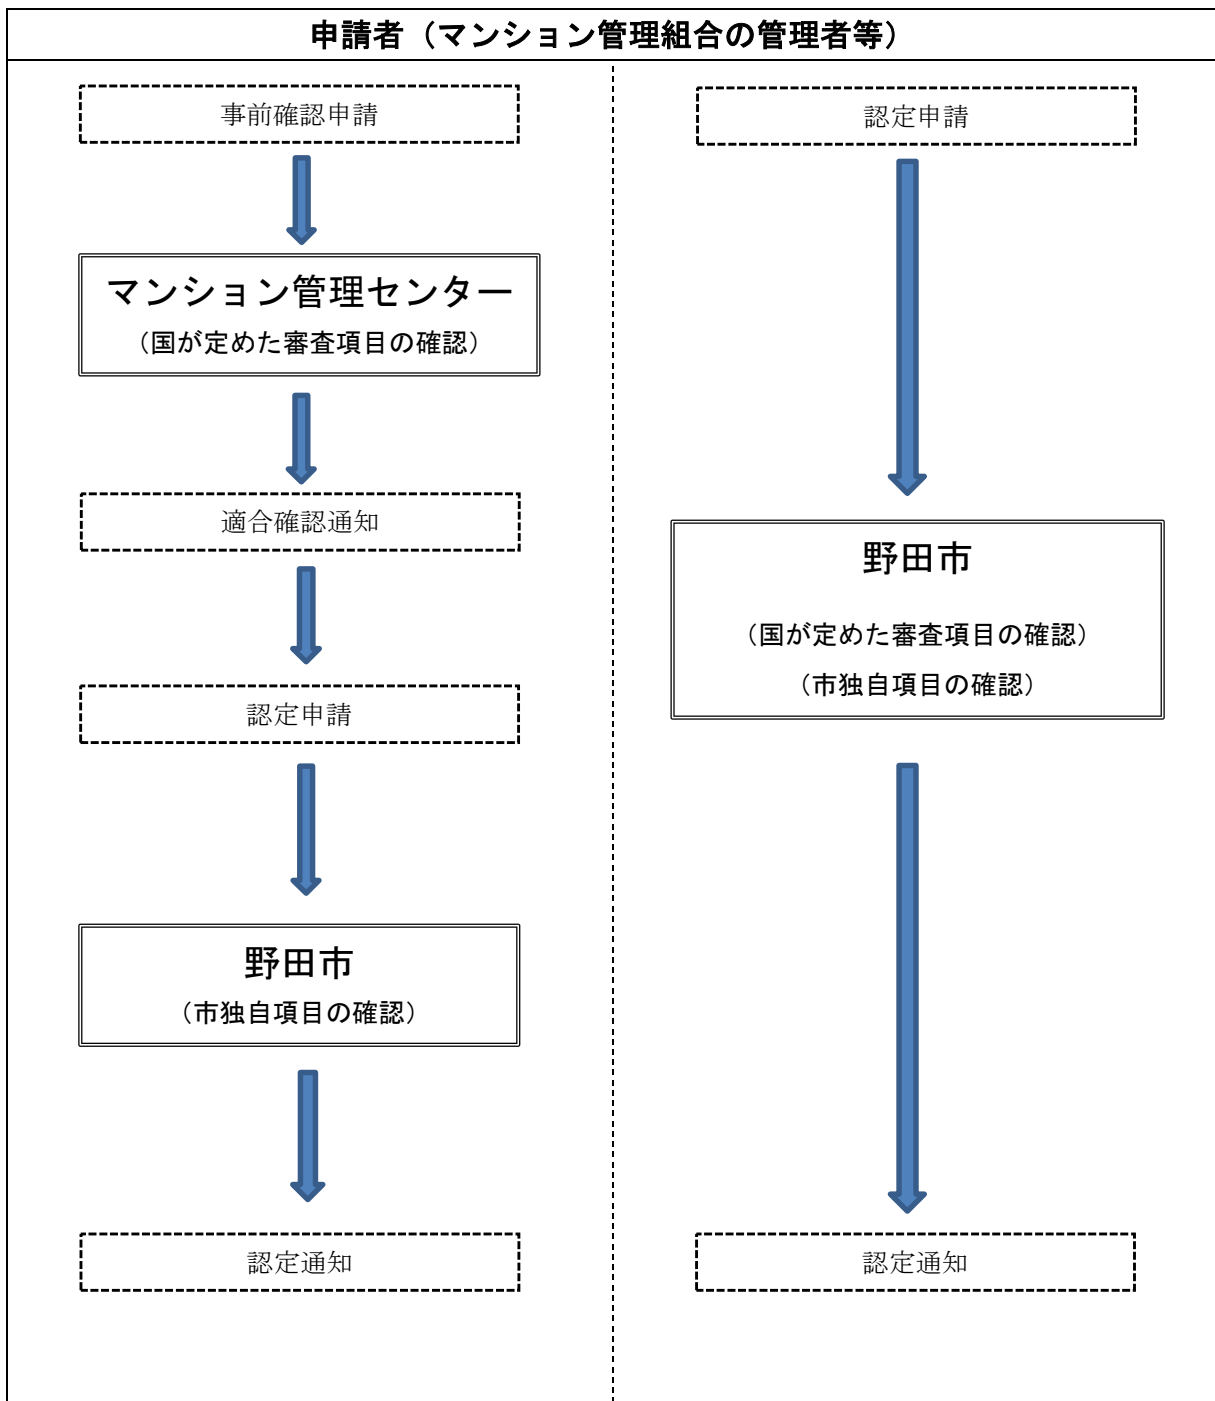 申請者（マンション管理組合の管理者等）
事前確認申請
マンション管理センター
（国が定めた審査項目の確認）
適合確認通知
認定申請
野田市
（市独自項目の確認）
認定通知
認定申請
野田市
（国が定めた審査項目の確認）
（市独自項目の確認）
認定通知